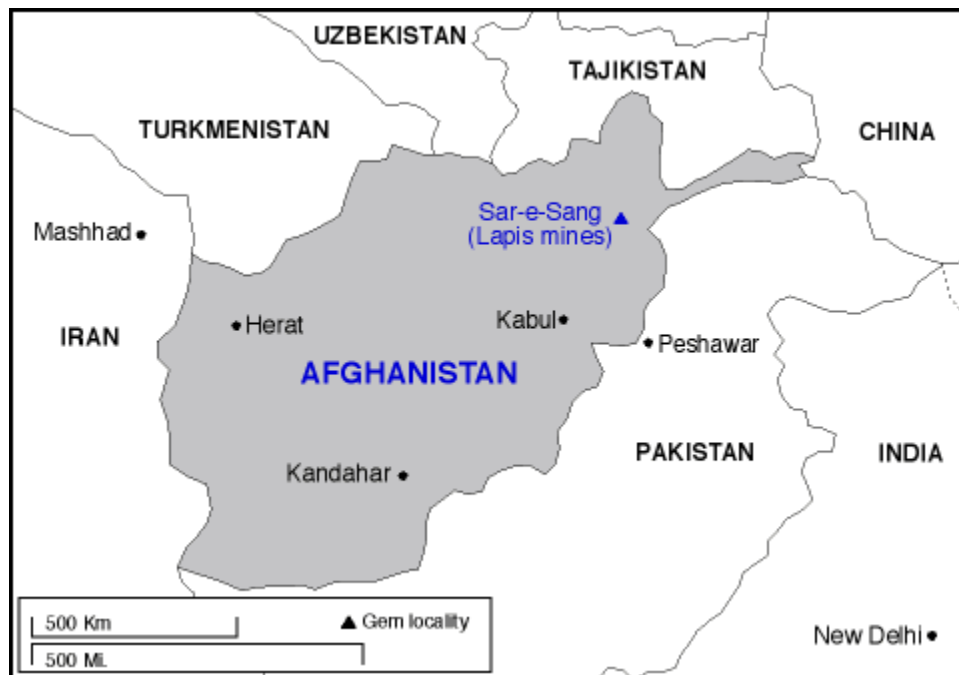 UZBEKISTAN
TAJIKISTAN
TURKMENISTAN
CHINA
Sar-e-Sang
(Lapis mines)
Mashhad
Herat
Kabul
IRAN
Peshawar
AFGHANISTAN
PAKISTAN
INDIA
Kandahar
500 Km
Gem locality
New Delhi
500 Mi.